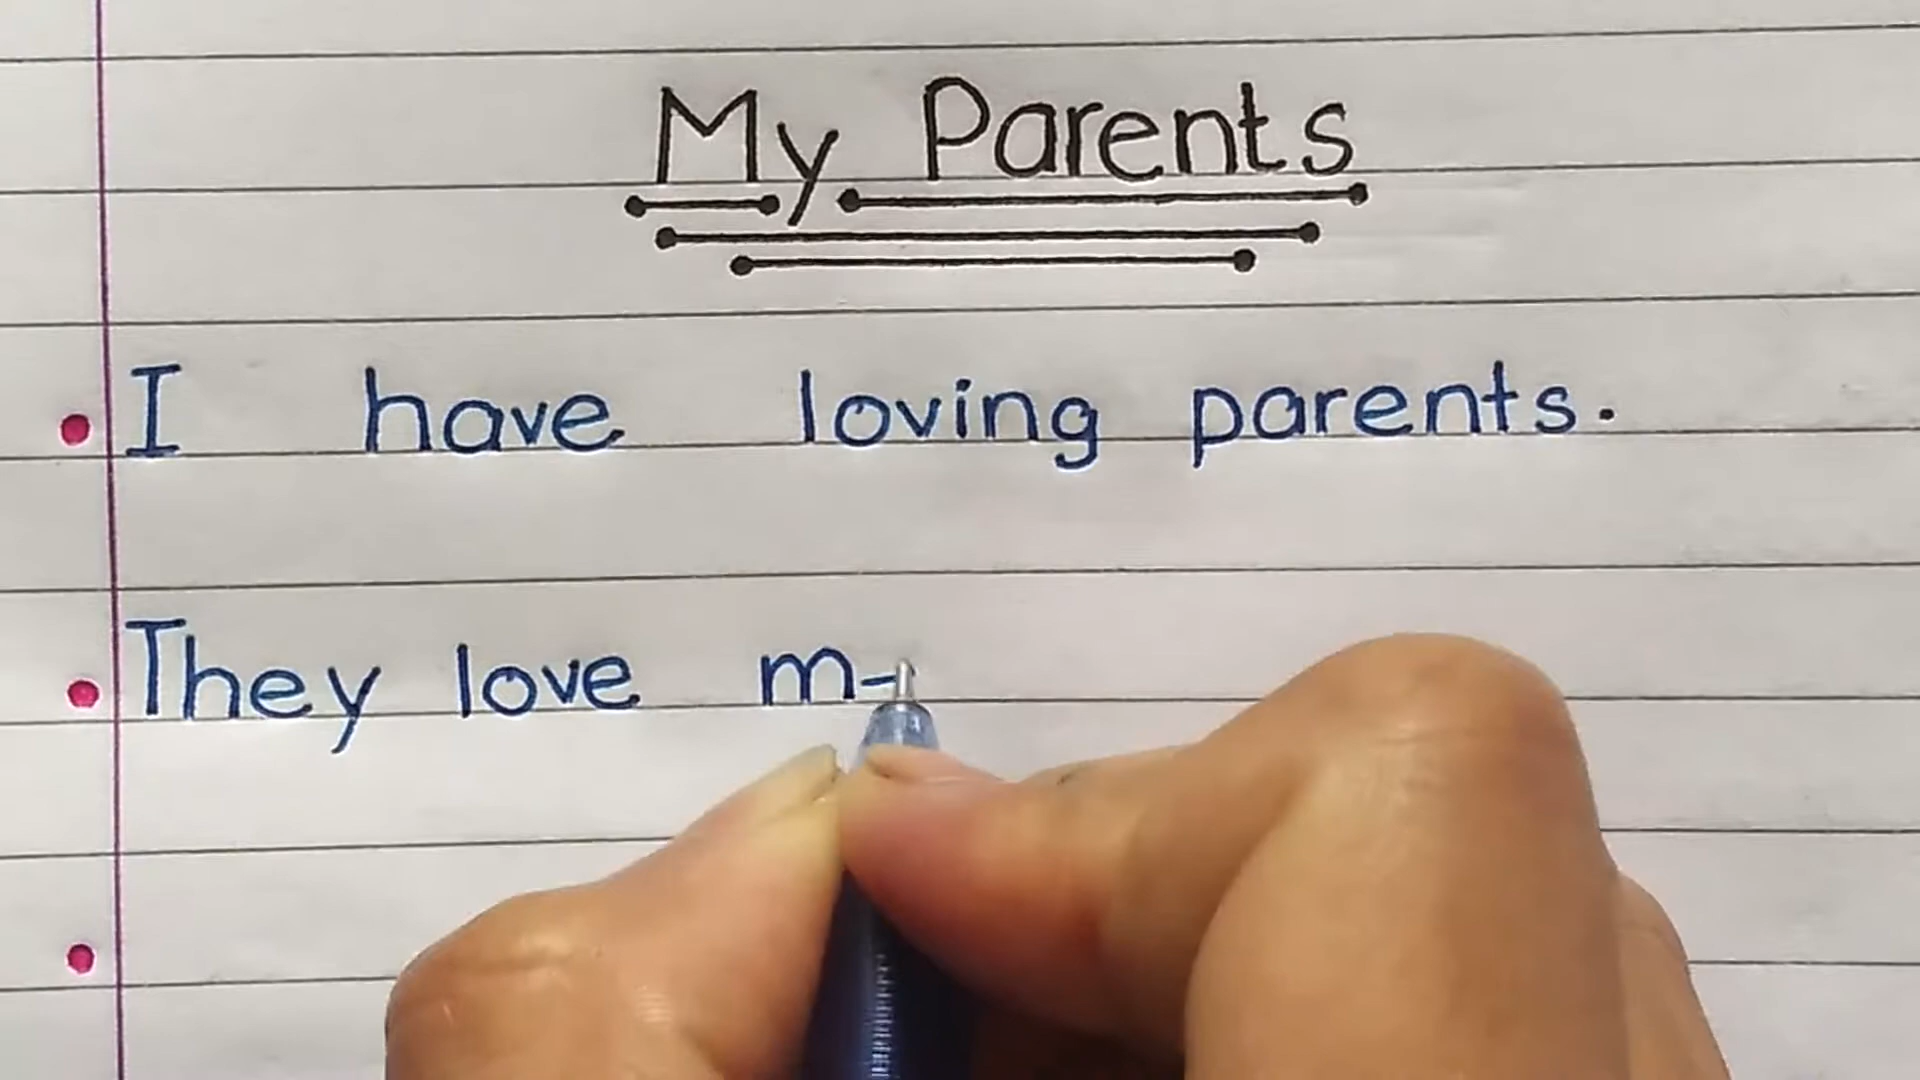 My Parents
• I have loving parents.
• They love m-
•